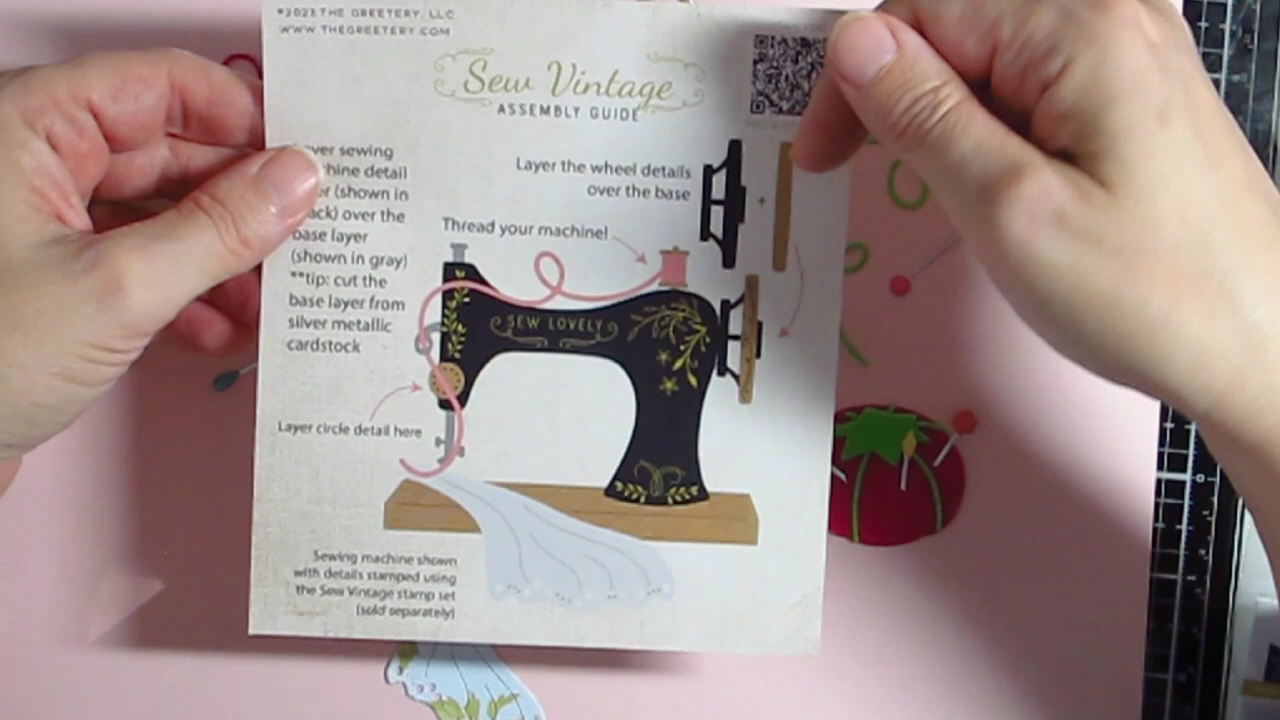 ©2023 THE GREETERY, LLC
WWW.THEGREETERY.COM
Sew Vintage
ASSEMBLY GUIDE
sewing
detail
(shown in
over the
base layer
(shown in gray)
**tip: cut the
base layer from
silver metallic
cardstock
Layer the wheel details
over the base
+
Thread your machine!
SEW LOVELY
Layer circle detail here
Sewing machine shown
with details stamped using
the Sew Vintage stamp set
(sold separately)